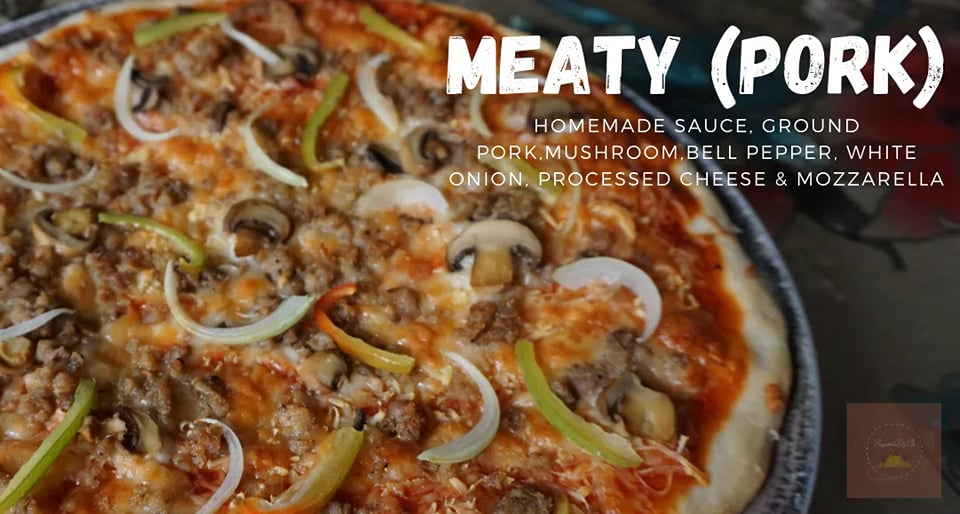 MEATY (PORK)
HOMEMADE SAUCE, GROUND
PORK,MUSHROOM,BELL PEPPER, WHITE
ONION, PROCESSED CHEESE & MOZZARELLA